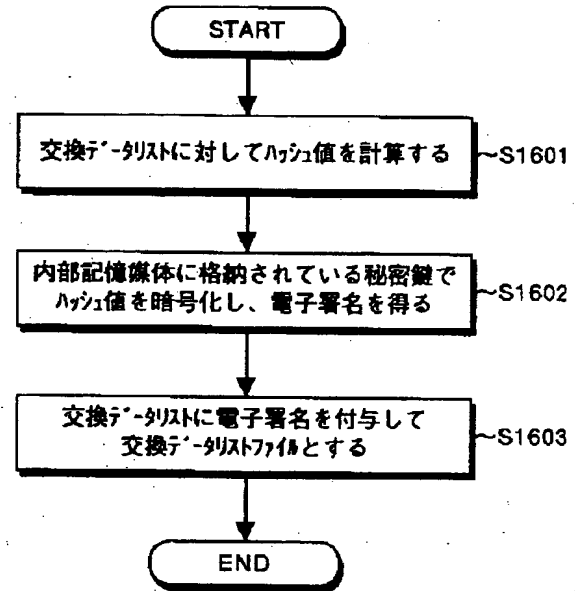 START
交換ﾃﾞｰﾀﾘｽﾄに対してﾊｯｼｭ値を計算する
~S1601
内部記憶媒体に格納されている秘密鍵で
ﾊｯｼｭ値を暗号化し、電子署名を得る
~S1602
交換ﾃﾞｰﾀﾘｽﾄに電子署名を付与して
交換ﾃﾞｰﾀﾘｽﾄﾌｧｲﾙとする
~S1603
END